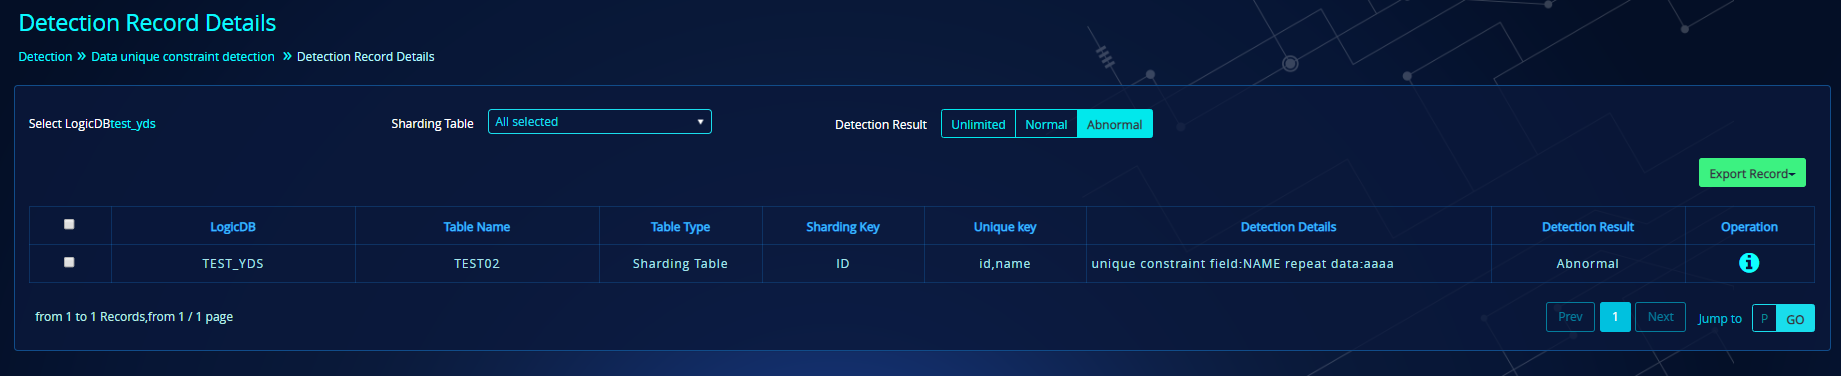 Detection Record Details
Detection » Data unique constraint detection » Detection Record Details
Select LogicDBtest_yds Sharding Table All selected Detection Result Unlimited Normal Abnormal
Export Record
LogicDB Table Name Table Type Sharding Key Unique key Detection Details Detection Result Operation
TEST_YDS TEST02 Sharding Table ID id,name unique constraint field:NAME repeat data:aaaa Abnormal
from 1 to 1 Records,from 1 / 1 page Prev 1 Next Jump to P GO